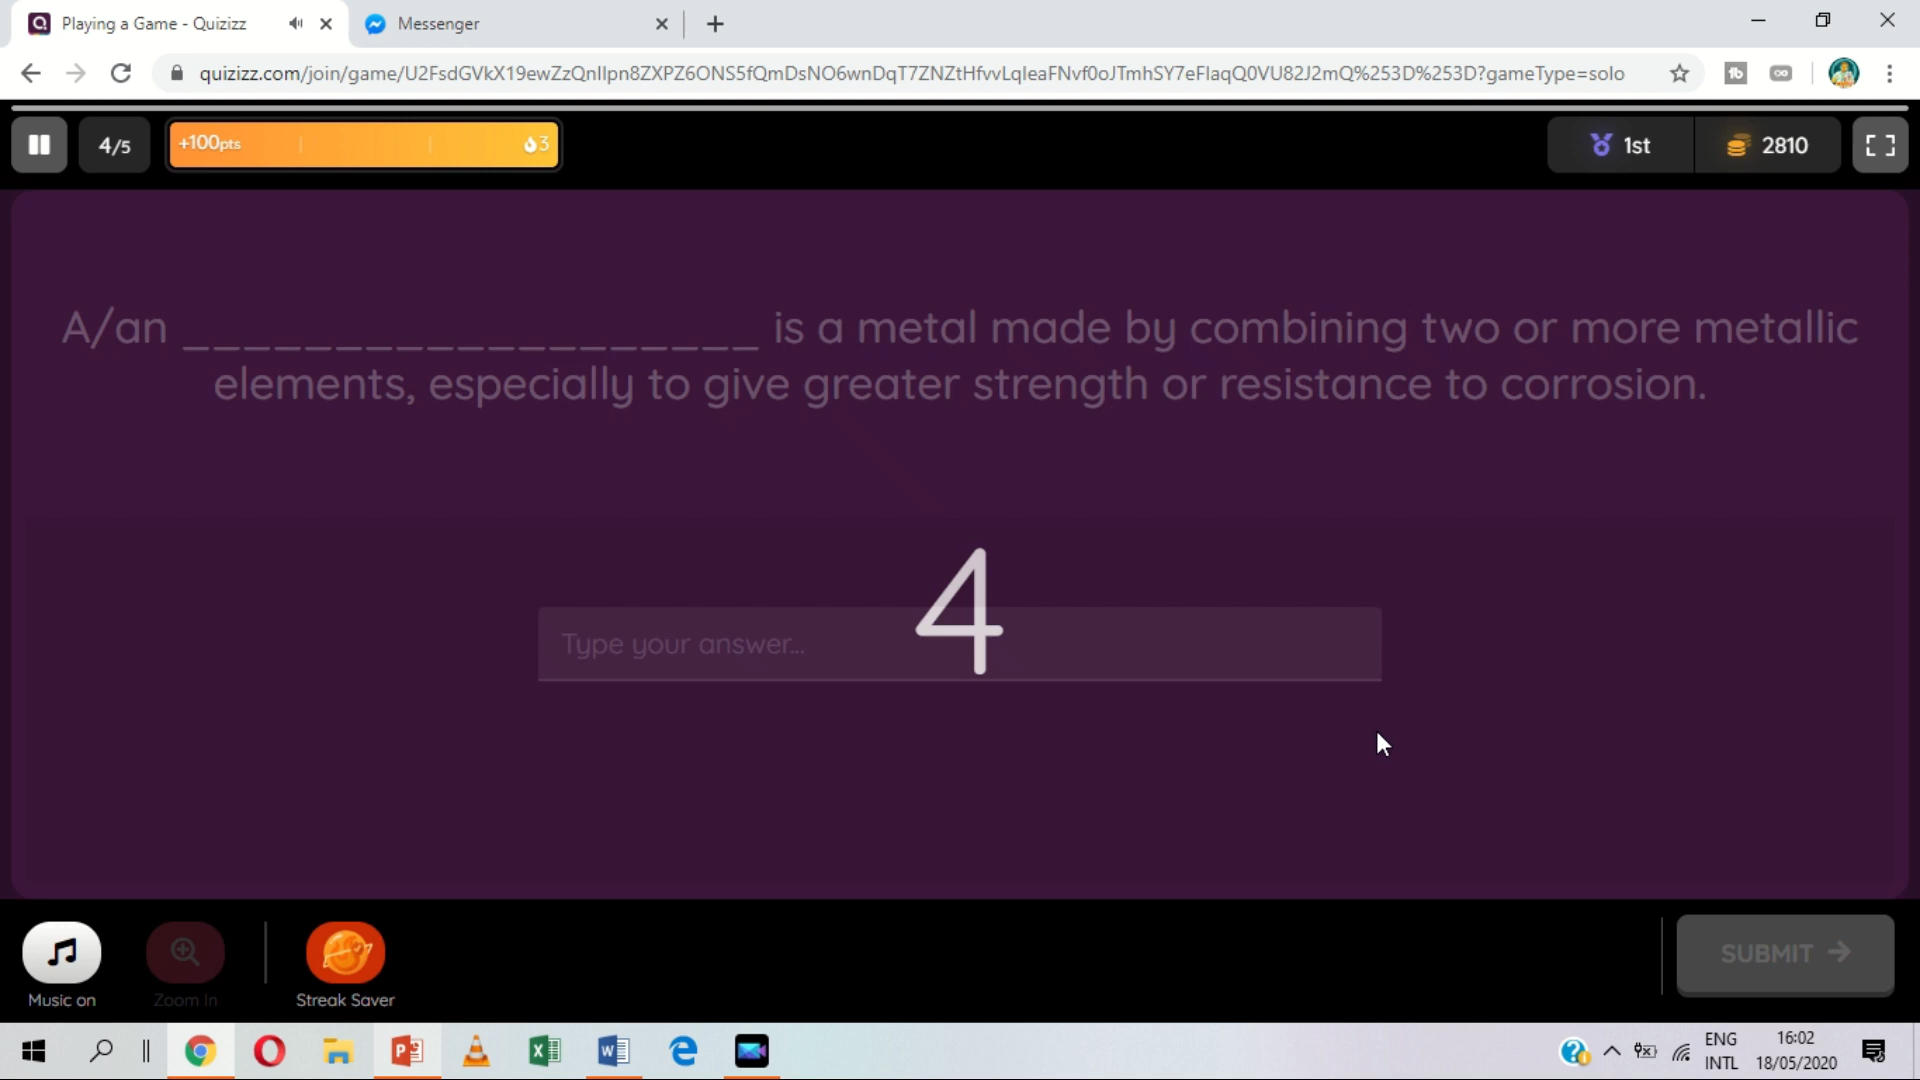 Playing a Game - Quizizz
Messenger
quizizz.com/join/game/U2FsdGVkX19ewZzQnIIpn8ZXPZ6ONS5fQmDsNO6wnDqT7ZNZtHfvvLqIeaFNvf0oJTmhSY7eFIaqQ0VU82J2mQ%253D%253D?gameType=solo
4/5
+100pts
3
1st
2810
A/an ___________________ is a metal made by combining two or more metallic
elements, especially to give greater strength or resistance to corrosion.
4
Type your answer...
Music on
Zoom In
Streak Saver
SUBMIT
ENG
INTL
16:02
18/05/2020